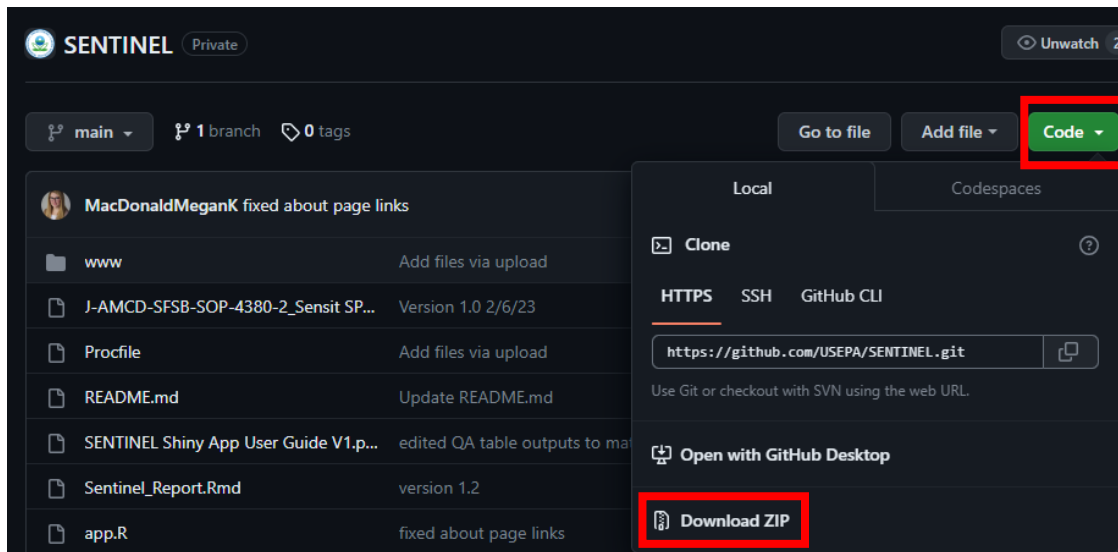 SENTINEL Private
Unwatch 2
main 1 branch 0 tags Go to file Add file Code
MacDonaldMeganK fixed about page links
www Add files via upload
J-AMCD-SFSB-SOP-4380-2_Sensit SP... Version 1.0 2/6/23
Procfile Add files via upload
README.md Update README.md
SENTINEL Shiny App User Guide V1.p... edited QA table outputs to ma
Sentinel_Report.Rmd version 1.2
app.R fixed about page links
Local Codespaces
Clone
HTTPS SSH GitHub CLI
https://github.com/USEPA/SENTINEL.git
Use Git or checkout with SVN using the web URL.
Open with GitHub Desktop
Download ZIP